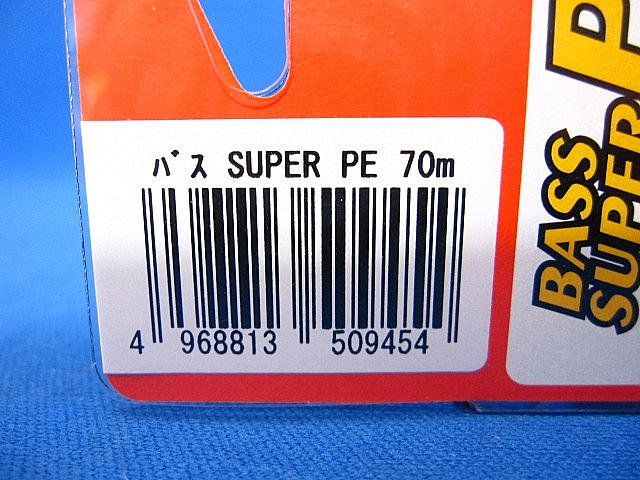 バス SUPER PE 70m
4 968813 509454
BASS
SUPER P